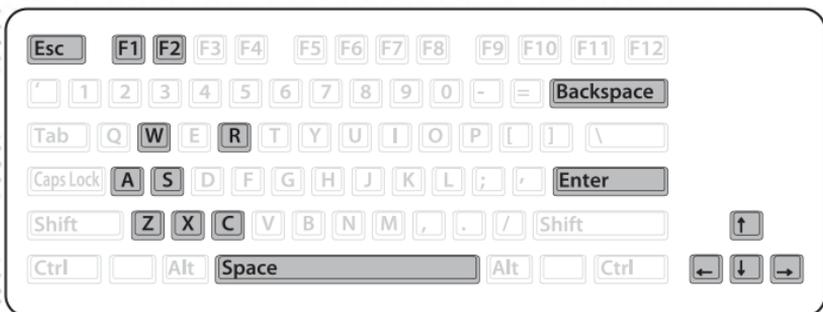 Esc F1 F2 F3 F4 F5 F6 F7 F8 F9 F10 F11 F12
‘ 1 2 3 4 5 6 7 8 9 0 - = Backspace
Tab Q W E R T Y U I O P [ ] \
Caps Lock A S D F G H J K L ; ‘ Enter
Shift Z X C V B N M , . / Shift ↑
Ctrl Alt Space Alt Ctrl ← ↓ →